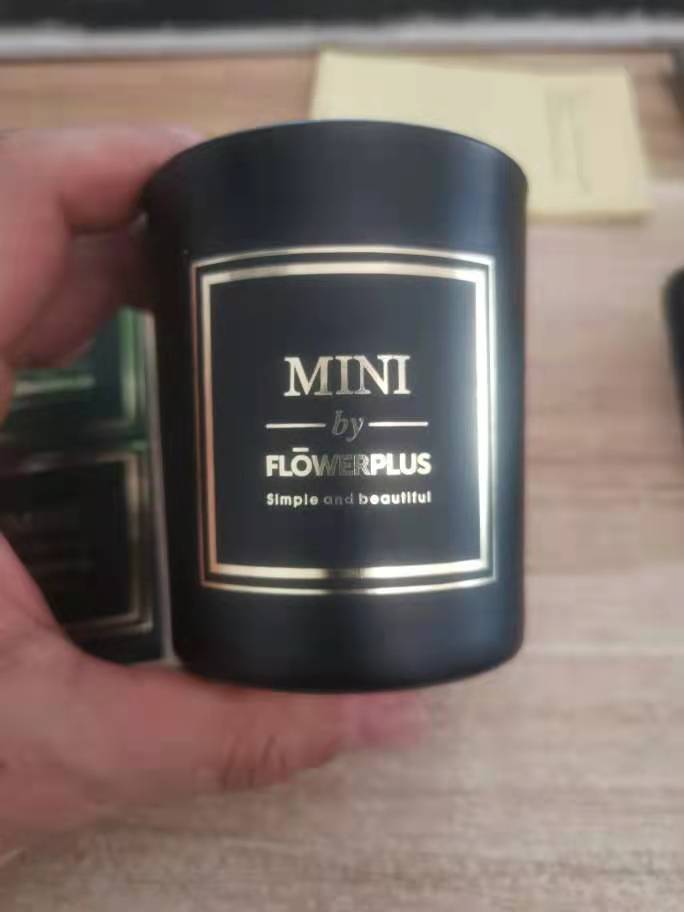 MINI
by
FLŌWERPLUS
Simple and beautiful